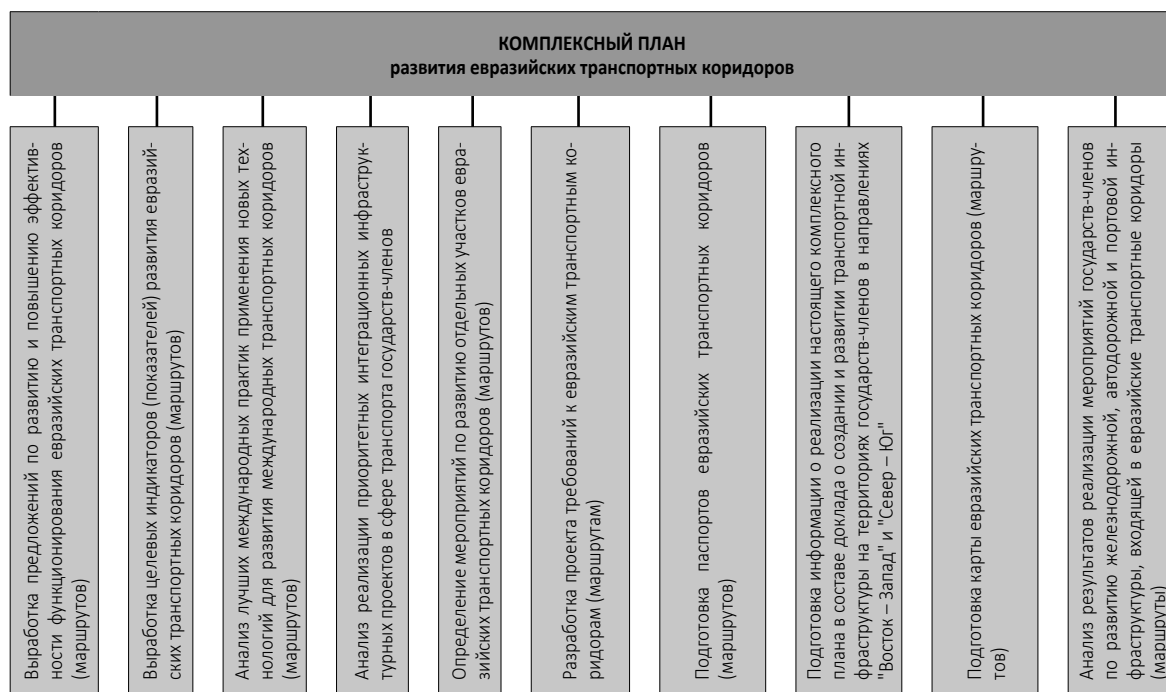 КОМПЛЕКСНЫЙ ПЛАН
развития евразийских транспортных коридоров
Выработка предложений по развитию и повышению эффектив-
ности функционирования евразийских транспортных коридоров
(маршрутов)
Выработка целевых индикаторов (показателей) развития евразий-
ских транспортных коридоров (маршрутов)
Анализ лучших международных практик применения новых тех-
нологий для развития международных транспортных коридоров
(маршрутов)
Анализ реализации приоритетных интеграционных инфраструк-
турных проектов в сфере транспорта государств-членов
Определение мероприятий по развитию отдельных участков евра-
зийских транспортных коридоров (маршрутов)
Разработка проекта требований к евразийским транспортным ко-
ридорам (маршрутам)
Подготовка паспортов евразийских транспортных коридоров
(маршрутов)
Подготовка информации о реализации настоящего комплексного
плана в составе доклада о создании и развитии транспортной ин-
фраструктуры на территориях государств-членов в направлениях
"Восток – Запад" и "Север – Юг"
Подготовка карты евразийских транспортных коридоров (маршру-
тов)
Анализ результатов реализации мероприятий государств-членов
по развитию железнодорожной, автодорожной и портовой ин-
фраструктуры, входящей в евразийские транспортные коридоры
(маршруты)